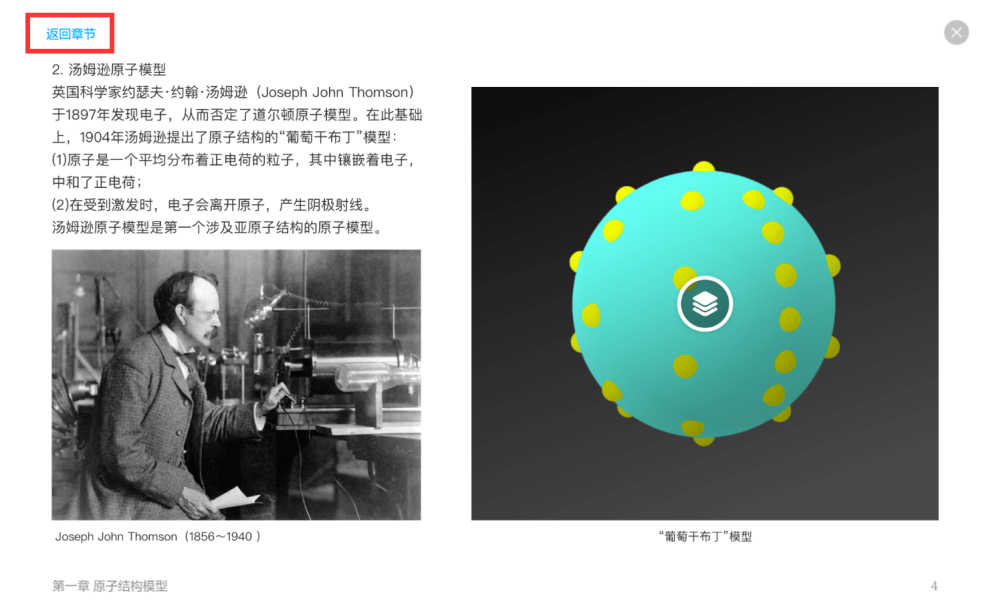 返回章节
2. 汤姆逊原子模型
英国科学家约瑟夫·约翰·汤姆逊（Joseph John Thomson）
于1897年发现电子，从而否定了道尔顿原子模型。在此基础
上，1904年汤姆逊提出了原子结构的“葡萄干布丁”模型：
(1)原子是一个平均分布着正电荷的粒子，其中镶嵌着电子，
中和了正电荷；
(2)在受到激发时，电子会离开原子，产生阴极射线。
汤姆逊原子模型是第一个涉及亚原子结构的原子模型。
Joseph John Thomson（1856～1940 ）
“葡萄干布丁”模型
第一章 原子结构模型
4